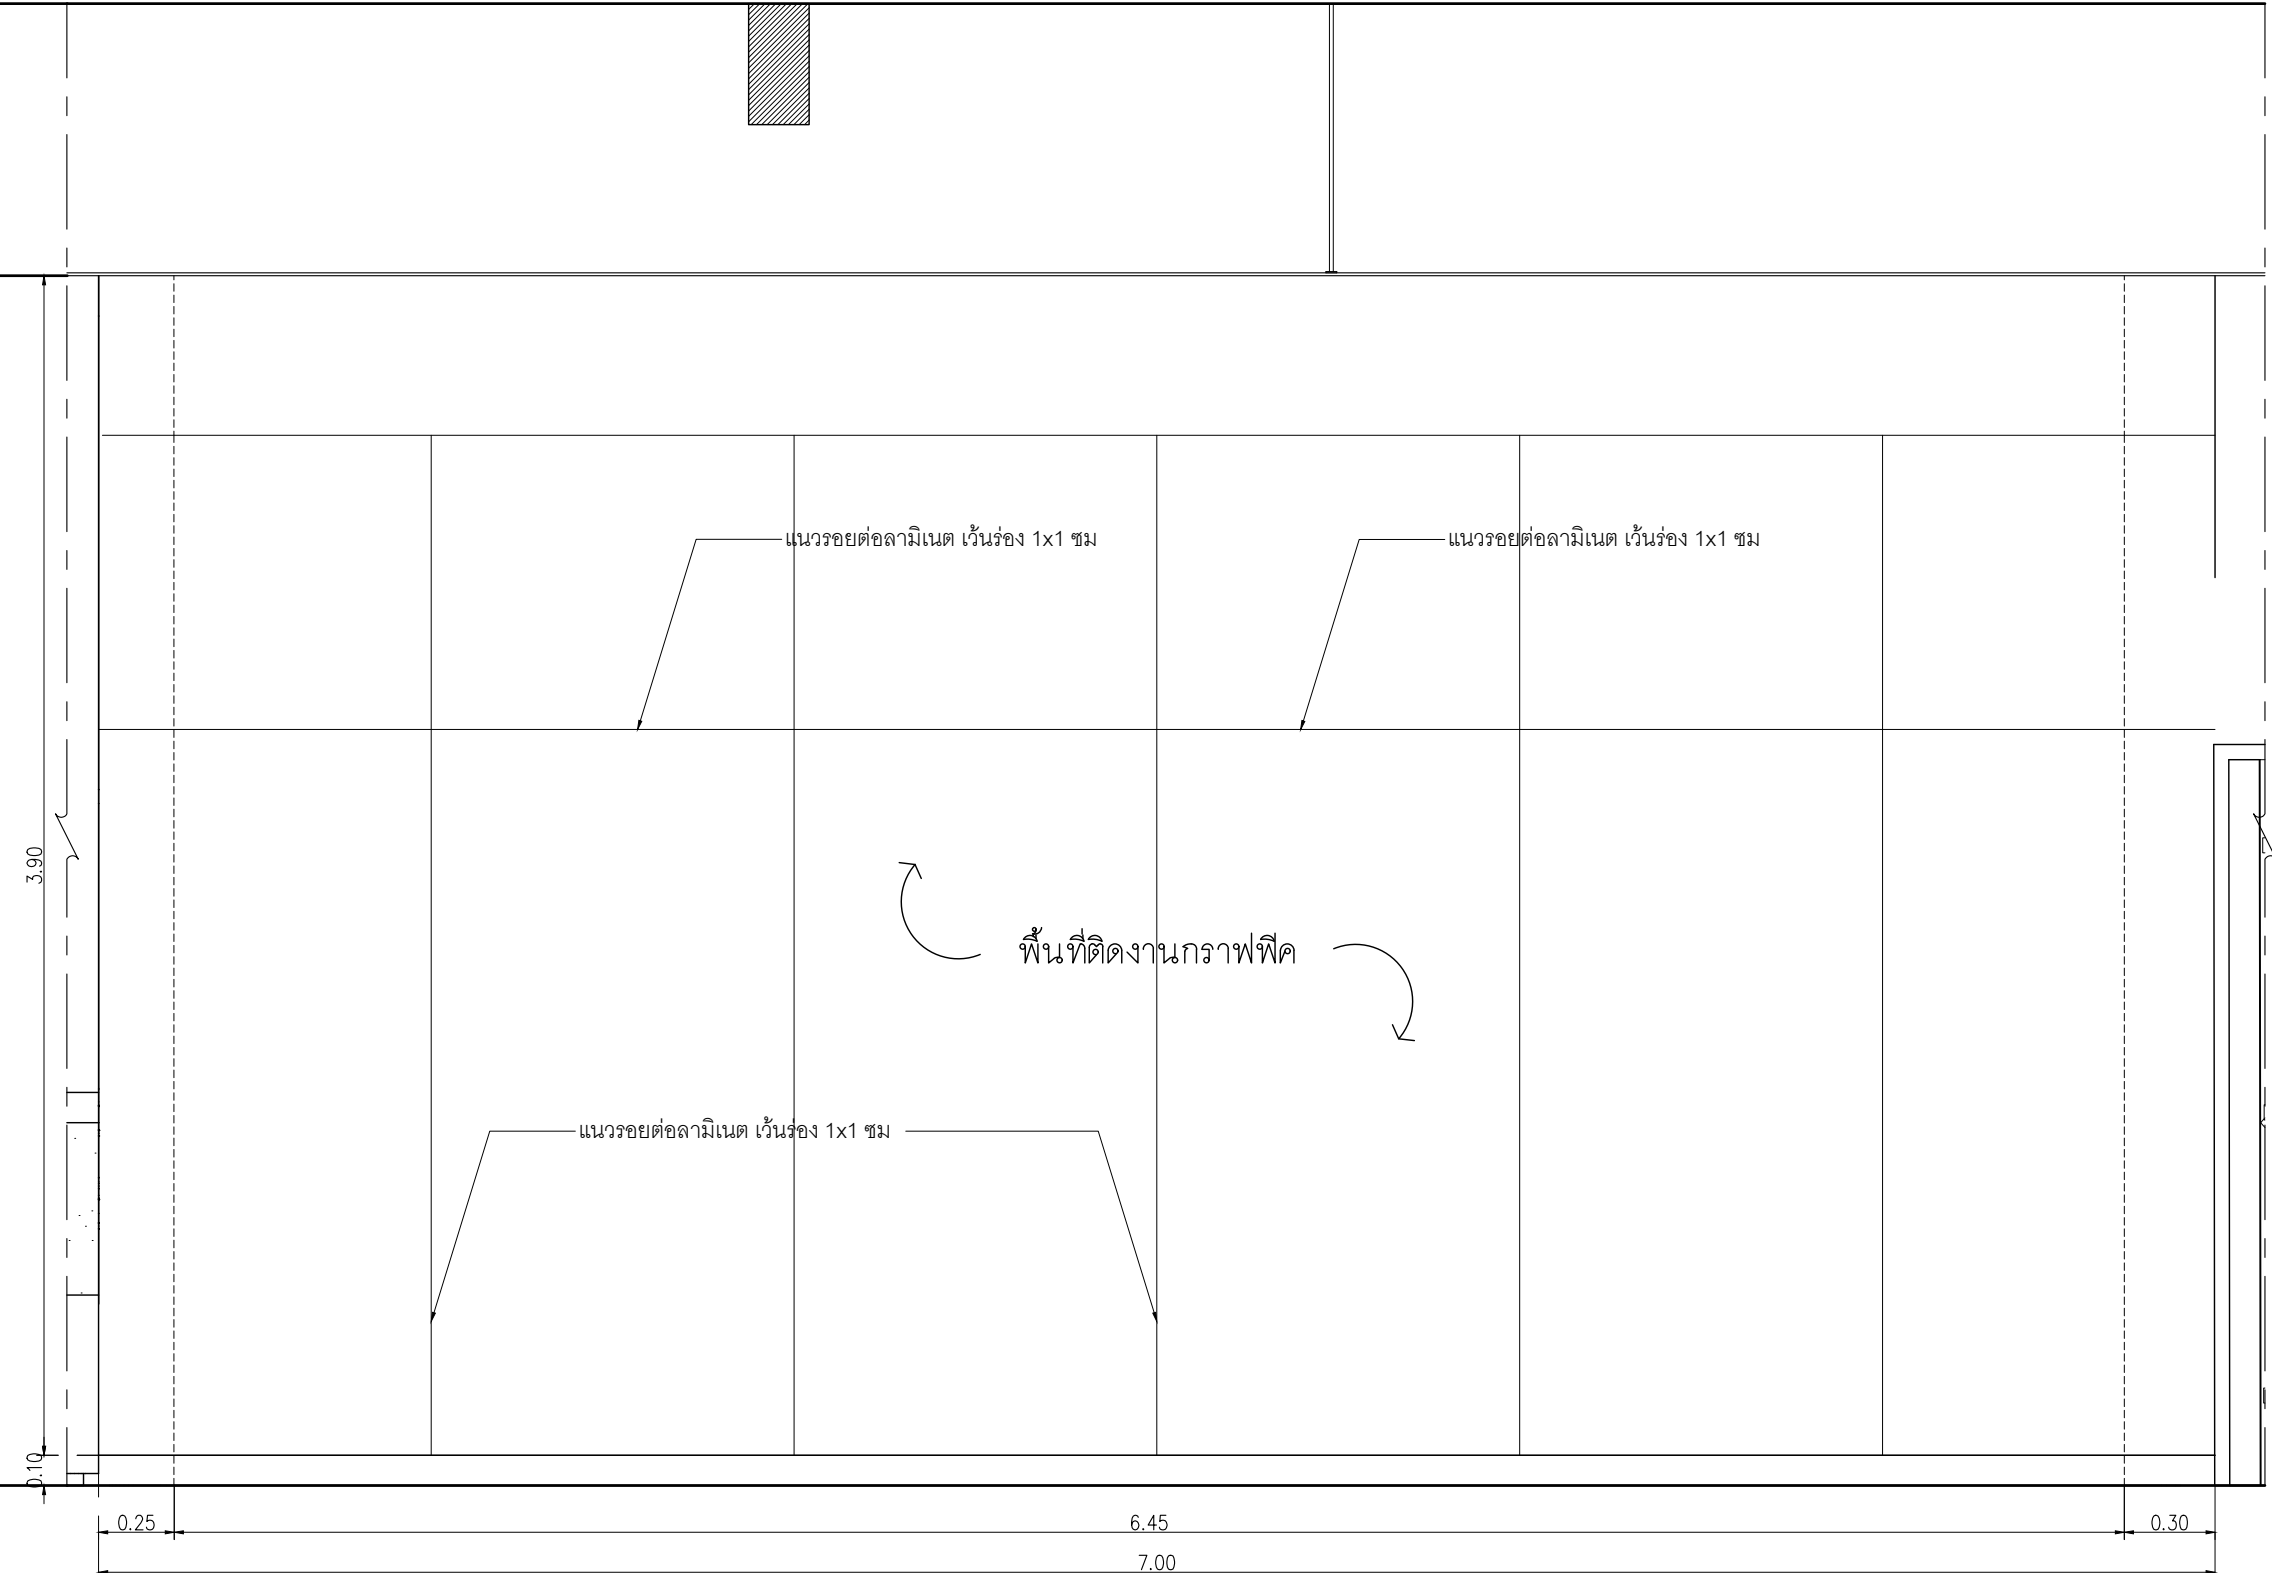 แนวรอยต่อลามิเนต เว้นร่อง 1x1 ซม
แนวรอยต่อลามิเนต เว้นร่อง 1x1 ซม
3.90
พื้นที่ติดงานกราฟฟิค
แนวรอยต่อลามิเนต เว้นร่อง 1x1 ซม
0.10
0.25
6.45
0.30
7.00